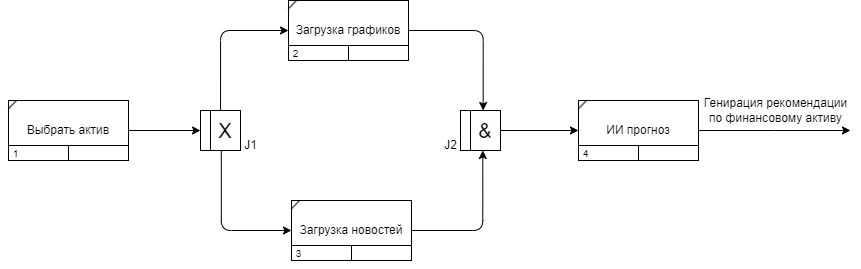 Загрузка графиков
2
Выбрать актив
1
X
J1
J2
&
ИИ прогноз
4
Генирация рекомендации
по финансовому активу
Загрузка новостей
3